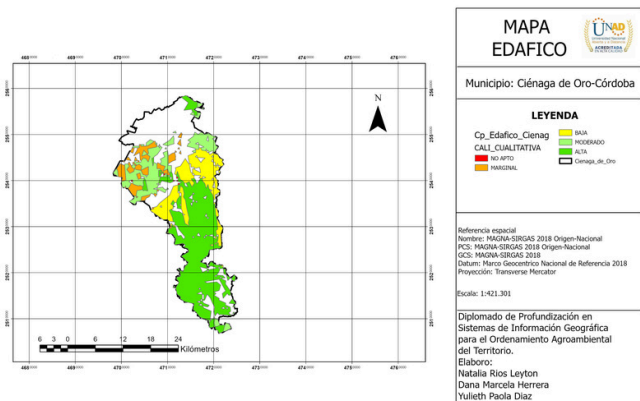 MAPA
EDAFICO
UNAD
ACREDITADA
Municipio: Ciénaga de Oro-Córdoba
LEYENDA
Cp_Edafico_Cienag
CALI_CUALITATIVA
NO APTO
MARGINAL
BAJA
MODERADO
ALTA
Cienaga_de_Oro
N
6 3 0 6 12 18 24
Kilómetros
Referencia espacial
Nombre: MAGNA-SIRGAS 2018 Origen-Nacional
PCS: MAGNA-SIRGAS 2018 Origen-Nacional
GCS: MAGNA-SIRGAS 2018
Datum: Marco Geocentrico Nacional de Referencia 2018
Proyección: Transverse Mercator
Escala: 1:421.301
Diplomado de Profundización en
Sistemas de Información Geográfica
para el Ordenamiento Agroambiental
del Territorio.
Elaboro:
Natalia Rios Leyton
Dana Marcela Herrera
Yulieth Paola Diaz